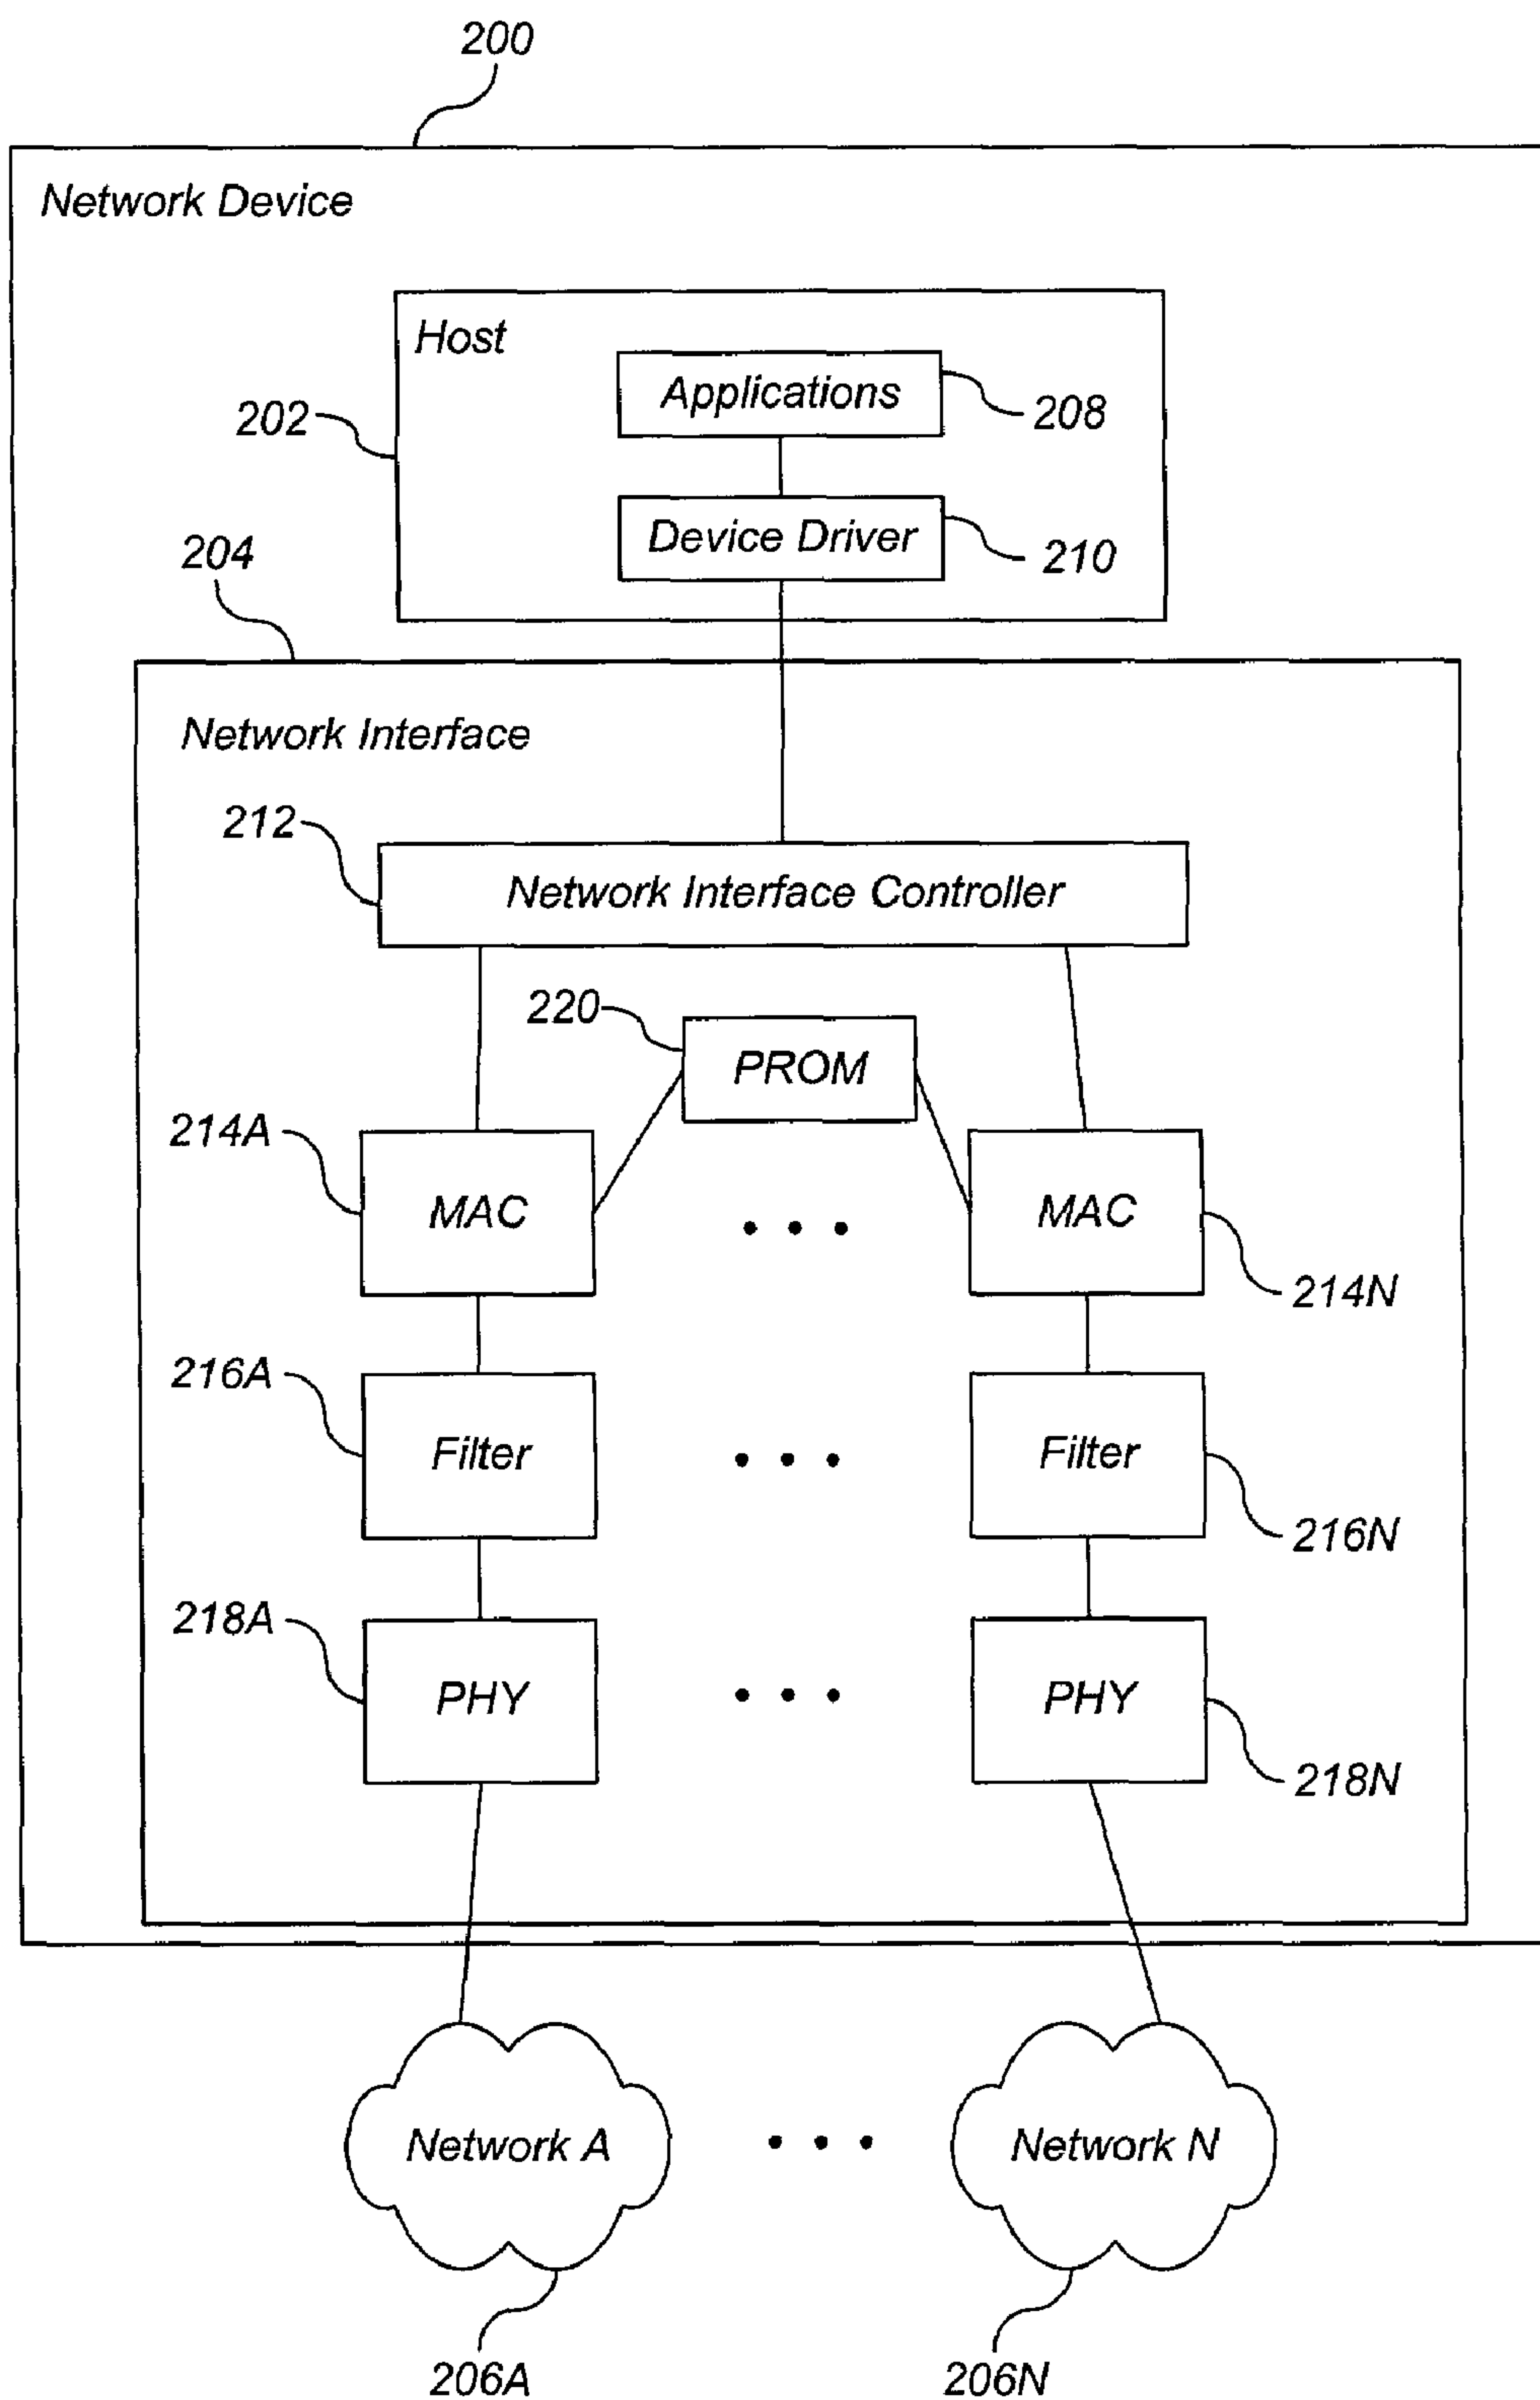 200
Network Device
Host
Applications
202
208
Device Driver
204
210
Network Interface
212
Network Interface Controller
220
PROM
214A
MAC
• • •
MAC
214N
216A
Filter
• • •
Filter
216N
218A
PHY
• • •
PHY
218N
Network A
• • •
Network N
206A
206N